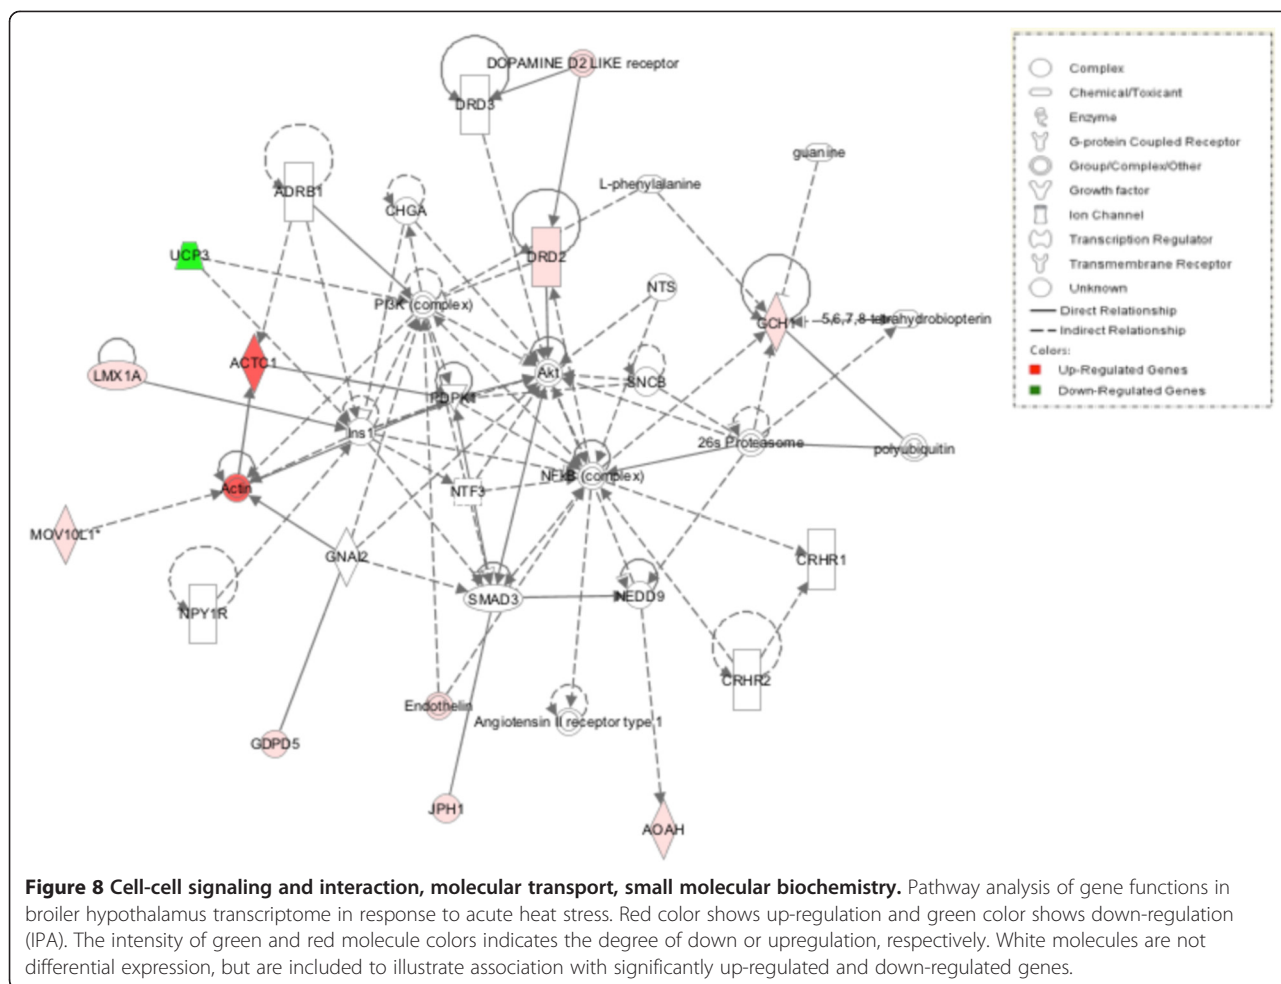 DOPAMINE D2 LIKE receptor
DRD3
guanine
L-phenylalanine
ADRB1
CHGA
UCP3
DRD2
NTS
PI3K (complex)
GCH1
5,6,7,8-tetrahydrobiopterin
ACTC1
LMX1A
Akt
SNCB
PDPK1
Ins1
26s Proteasome
polyubiquitin
Actin
NTF3
NFkB (complex)
MOV10L1*
GNAI2
CRHR1
NPY1R
SMAD3
NEDD9
CRHR2
Endothelin
Angiotensin II receptor type 1
GDPD5
JPH1
AOAH
Complex
Chemical/Toxicant
Enzyme
G-protein Coupled Receptor
Group/Complex/Other
Growth factor
Ion Channel
Transcription Regulator
Transmembrane Receptor
Unknown
Direct Relationship
Indirect Relationship
Colors:
Up-Regulated Genes
Down-Regulated Genes
Figure 8 Cell-cell signaling and interaction, molecular transport, small molecular biochemistry. Pathway analysis of gene functions in
broiler hypothalamus transcriptome in response to acute heat stress. Red color shows up-regulation and green color shows down-regulation
(IPA). The intensity of green and red molecule colors indicates the degree of down or upregulation, respectively. White molecules are not
differential expression, but are included to illustrate association with significantly up-regulated and down-regulated genes.